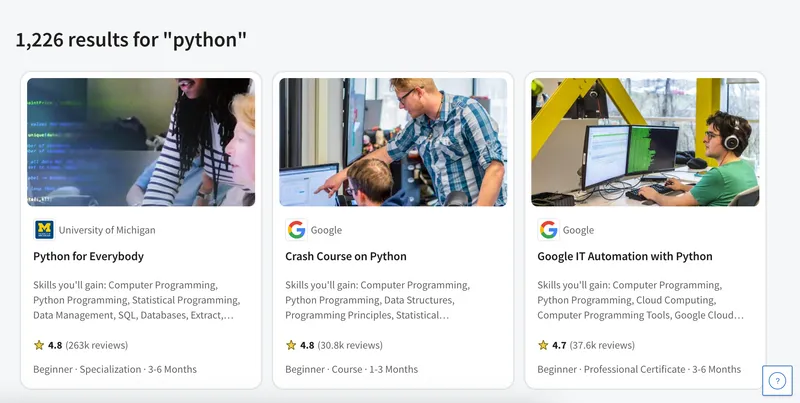 1,226 results for "python"
University of Michigan
Python for Everybody
Skills you'll gain: Computer Programming,
Python Programming, Statistical Programming,
Data Management, SQL, Databases, Extract,...
4.8 (263k reviews)
Beginner · Specialization · 3-6 Months
Google
Crash Course on Python
Skills you'll gain: Computer Programming,
Python Programming, Data Structures,
Programming Principles, Statistical...
4.8 (30.8k reviews)
Beginner · Course · 1-3 Months
Google
Google IT Automation with Python
Skills you'll gain: Computer Programming,
Python Programming, Cloud Computing,
Computer Programming Tools, Google Cloud...
4.7 (37.6k reviews)
Beginner · Professional Certificate · 3-6 Months
?